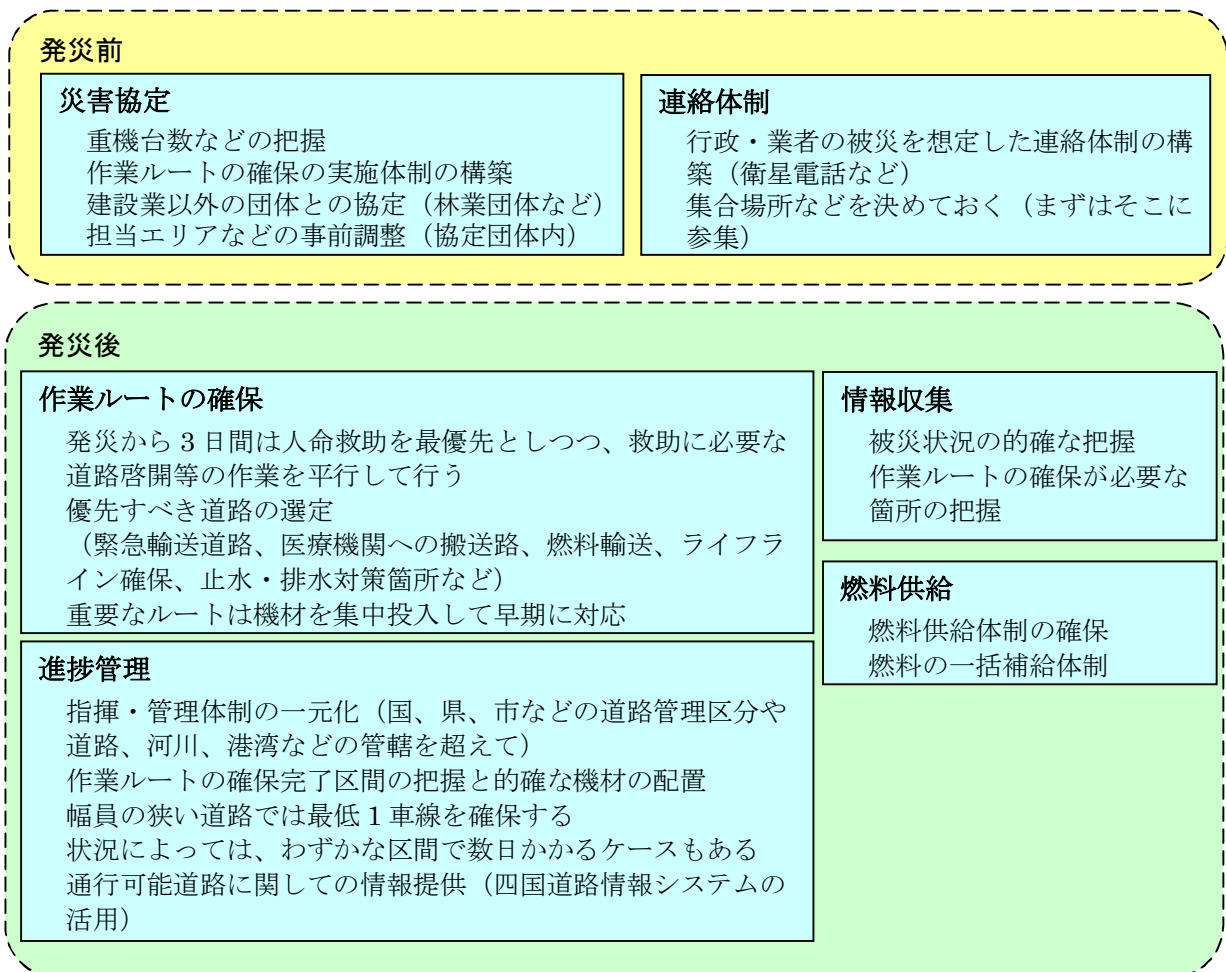 発災前
災害協定
重機台数などの把握
作業ルートの確保の実施体制の構築
建設業以外の団体との協定（林業団体など）
担当エリアなどの事前調整（協定団体内）
連絡体制
行政・業者の被災を想定した連絡体制の構
築（衛星電話など）
集合場所などを決めておく（まずはそこに
参集）
発災後
作業ルートの確保
発災から 3 日間は人命救助を最優先としつつ、救助に必要な
道路啓開等の作業を平行して行う
優先すべき道路の選定
（緊急輸送道路、医療機関への搬送路、燃料輸送、ライフラ
イン確保、止水・排水対策箇所など）
重要なルートは機材を集中投入して早期に対応
進捗管理
指揮・管理体制の一元化（国、県、市などの道路管理区分や
道路、河川、港湾などの管轄を超えて）
作業ルートの確保完了区間の把握と的確な機材の配置
幅員の狭い道路では最低 1 車線を確保する
状況によっては、わずかな区間で数日かかるケースもある
通行可能道路に関しての情報提供（四国道路情報システムの
活用）
情報収集
被災状況の的確な把握
作業ルートの確保が必要な
箇所の把握
燃料供給
燃料供給体制の確保
燃料の一括補給体制